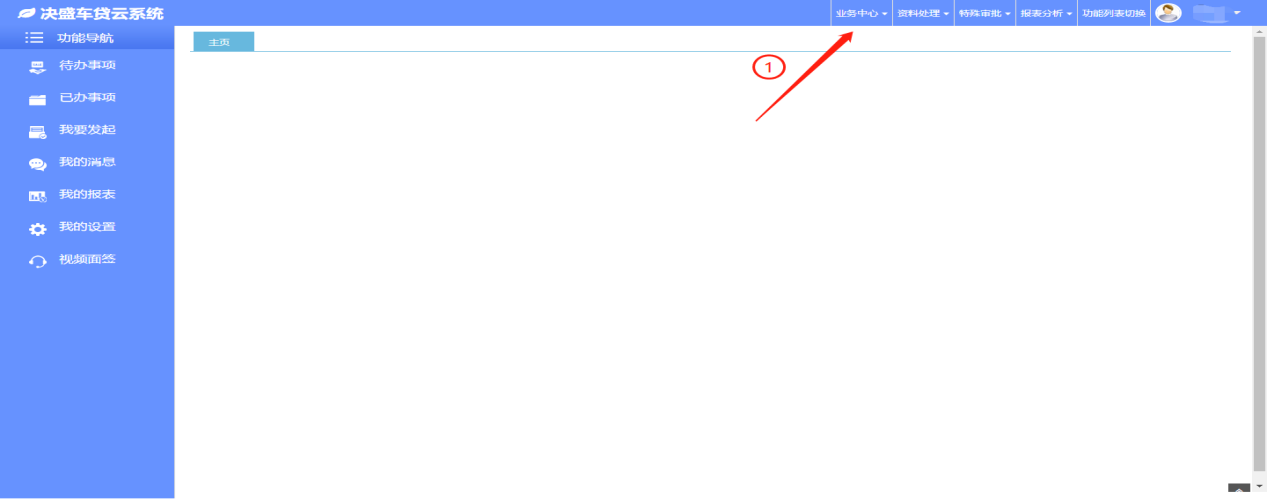 决盛车贷云系统
业务中心 资料处理 特殊审批 报表分析 功能列表切换
功能导航
主页
待办事项
已办事项
我要发起
我的消息
我的报表
我的设置
视频面签
1